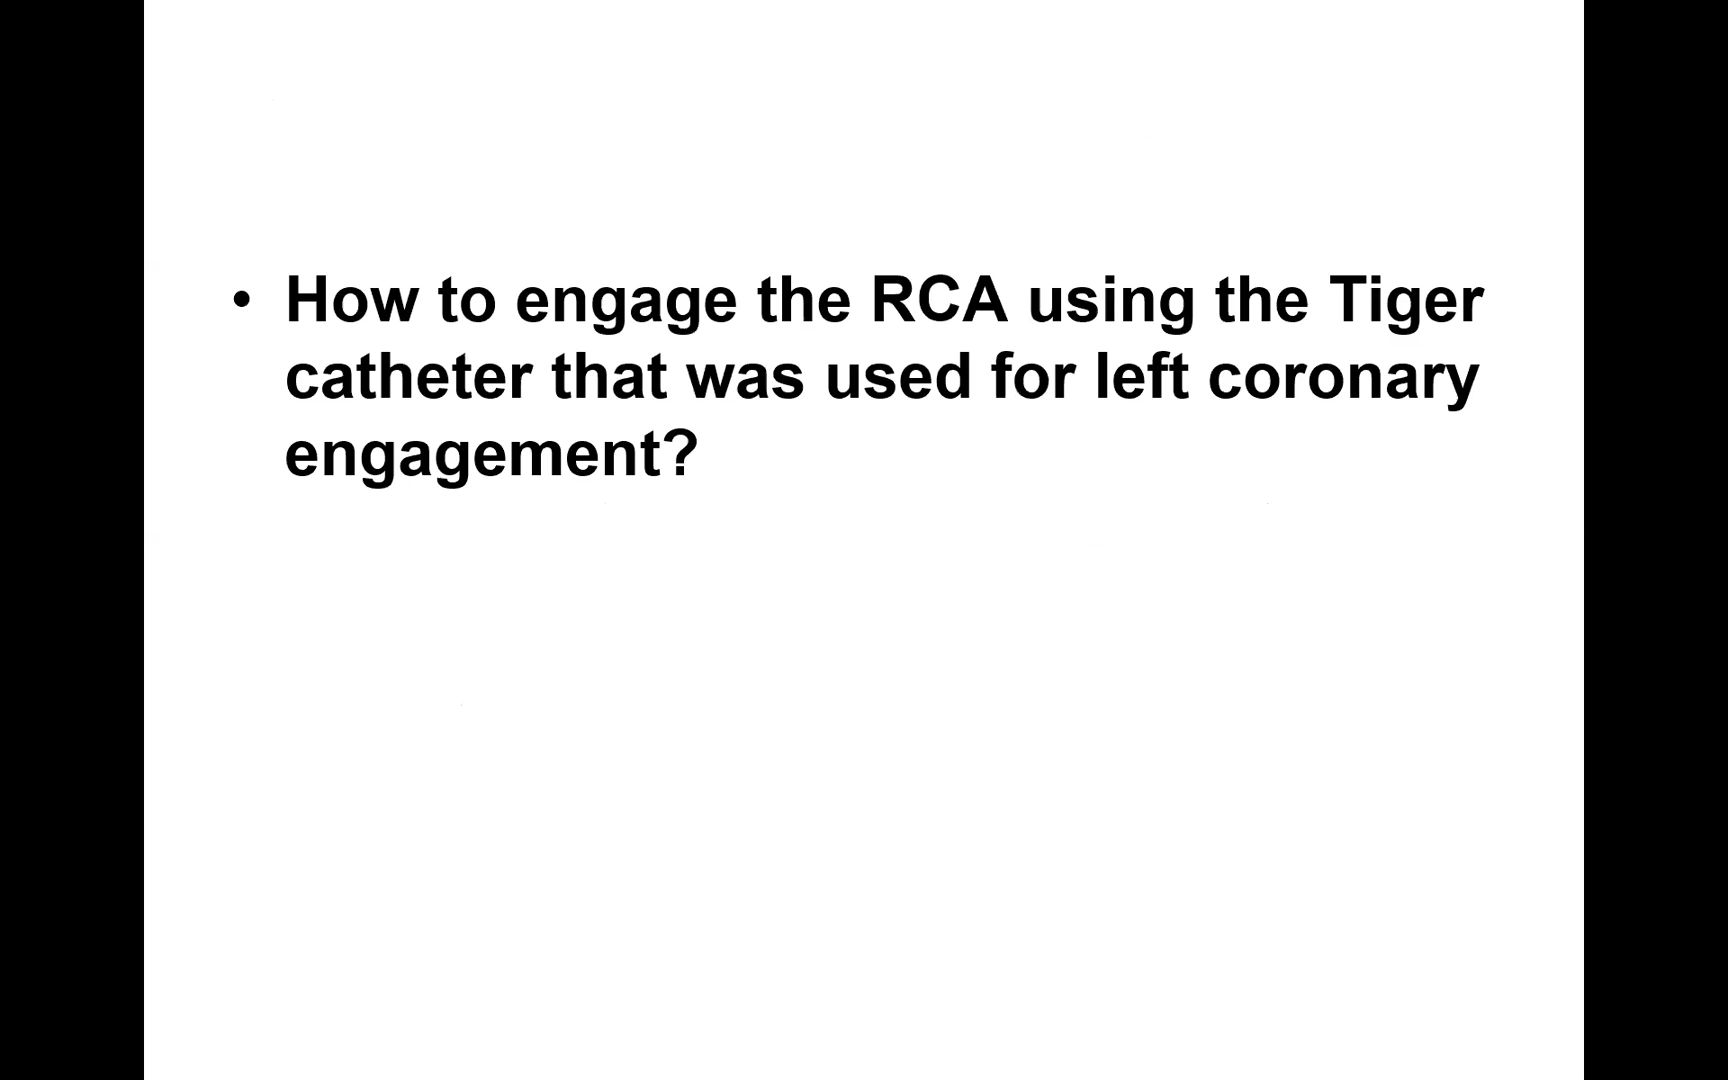 • How to engage the RCA using the Tiger
catheter that was used for left coronary
engagement?